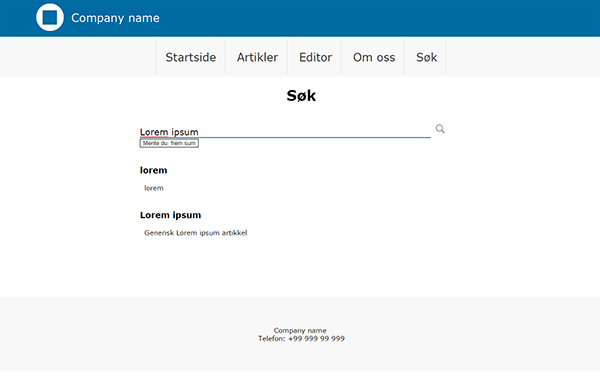 Company name
Startside Artikler Editor Om oss Søk
Søk
Lorem ipsum
Mente du: frem sum
lorem
lorem
Lorem ipsum
Generisk Lorem ipsum artikkel
Company name
Telefon: +99 999 99 999